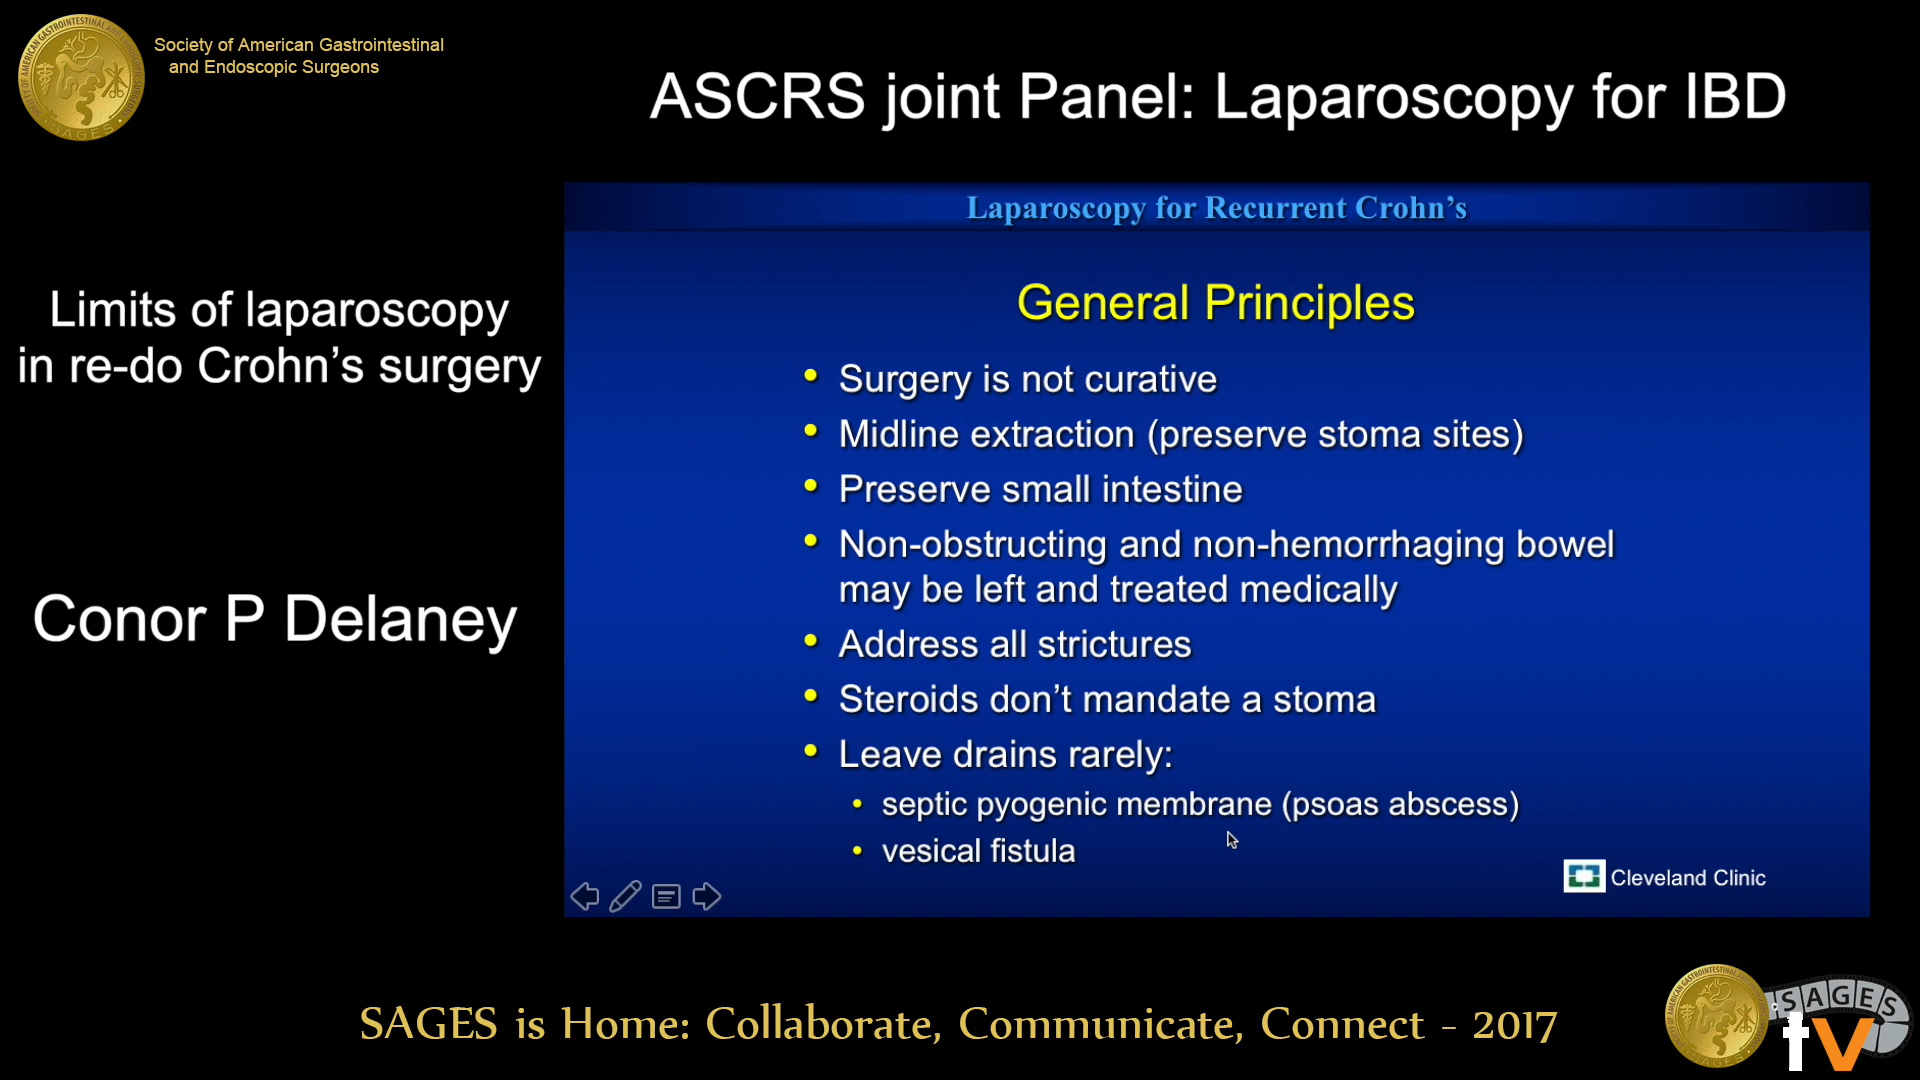 Society of American Gastrointestinal
and Endoscopic Surgeons
ASCRS joint Panel: Laparoscopy for IBD
Limits of laparoscopy
in re-do Crohn's surgery
Conor P Delaney
Laparoscopy for Recurrent Crohn's
General Principles
• Surgery is not curative
• Midline extraction (preserve stoma sites)
• Preserve small intestine
• Non-obstructing and non-hemorrhaging bowel
may be left and treated medically
• Address all strictures
• Steroids don't mandate a stoma
• Leave drains rarely:
• septic pyogenic membrane (psoas abscess)
• vesical fistula
Cleveland Clinic
SAGES is Home: Collaborate, Communicate, Connect - 2017
SAGES
tv